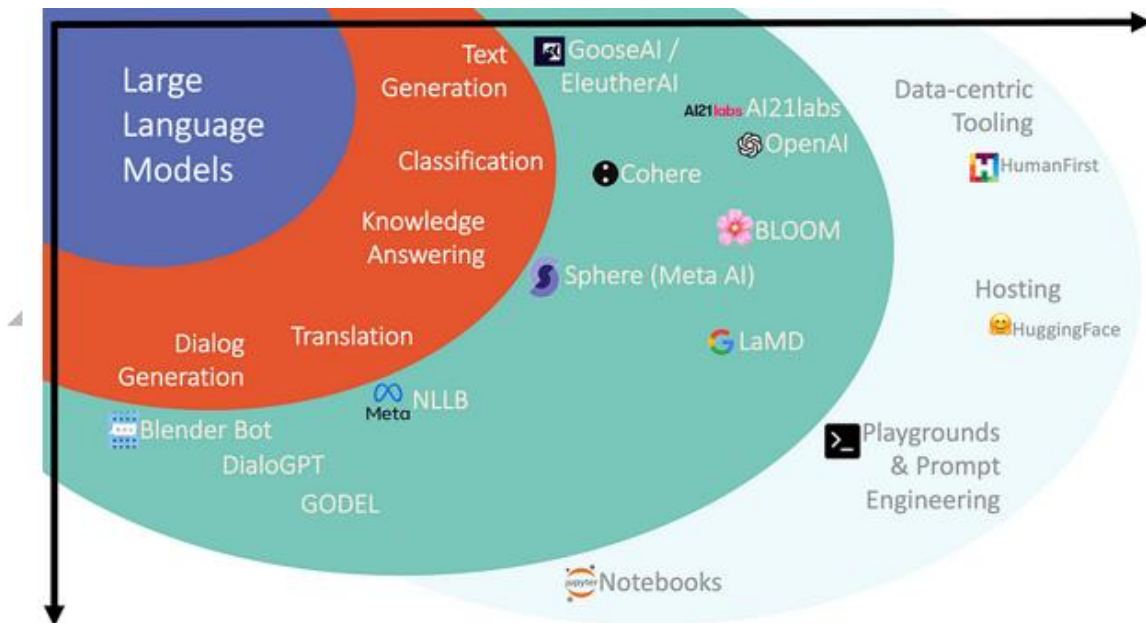 Large
Language
Models
Text
Generation
Classification
Knowledge
Answering
Translation
Dialog
Generation
GooseAI /
EleutherAI
AI21labs AI21labs
OpenAI
Cohere
BLOOM
Sphere (Meta AI)
LaMD
Meta NLLB
Blender Bot
DialoGPT
GODEL
Data-centric
Tooling
HumanFirst
Hosting
HuggingFace
Playgrounds
& Prompt
Engineering
jupyter Notebooks